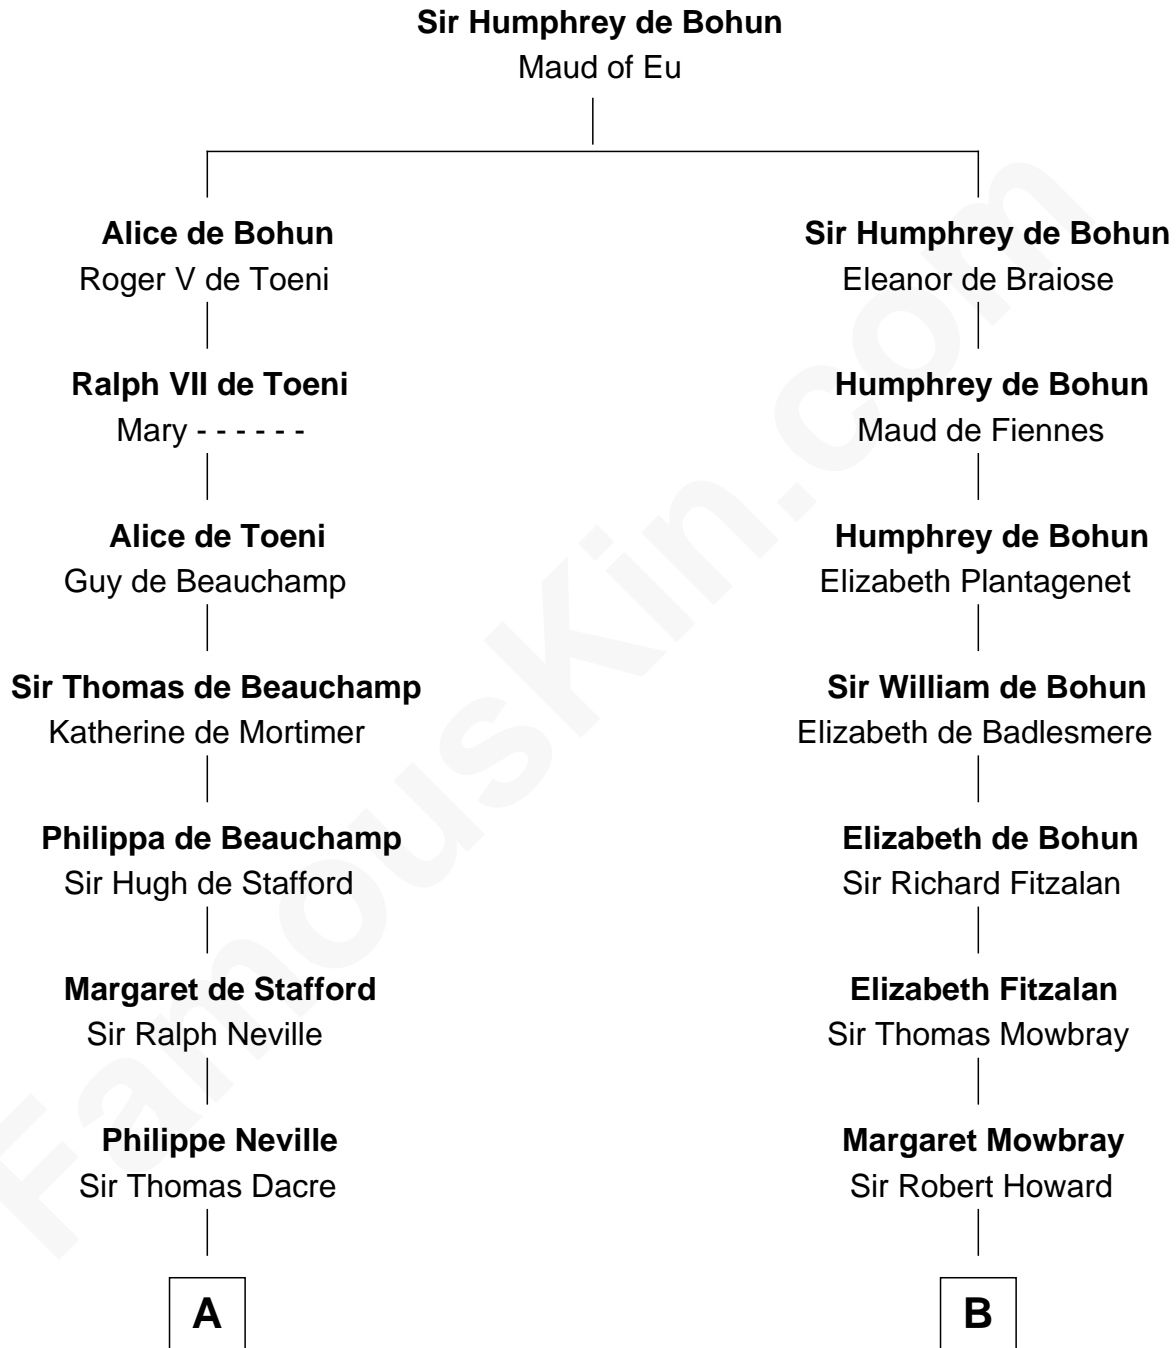 Sir Humphrey de Bohun
Maud of Eu
Alice de Bohun
Roger V de Toeni
Sir Humphrey de Bohun
Eleanor de Braiose
Ralph VII de Toeni
Mary - - - - - -
Humphrey de Bohun
Maud de Fiennes
Alice de Toeni
Guy de Beauchamp
Humphrey de Bohun
Elizabeth Plantagenet
Sir Thomas de Beauchamp
Katherine de Mortimer
Sir William de Bohun
Elizabeth de Badlesmere
Philippa de Beauchamp
Sir Hugh de Stafford
Elizabeth de Bohun
Sir Richard Fitzalan
Margaret de Stafford
Sir Ralph Neville
Elizabeth Fitzalan
Sir Thomas Mowbray
Philippe Neville
Sir Thomas Dacre
Margaret Mowbray
Sir Robert Howard
A
B
FamousKin.com